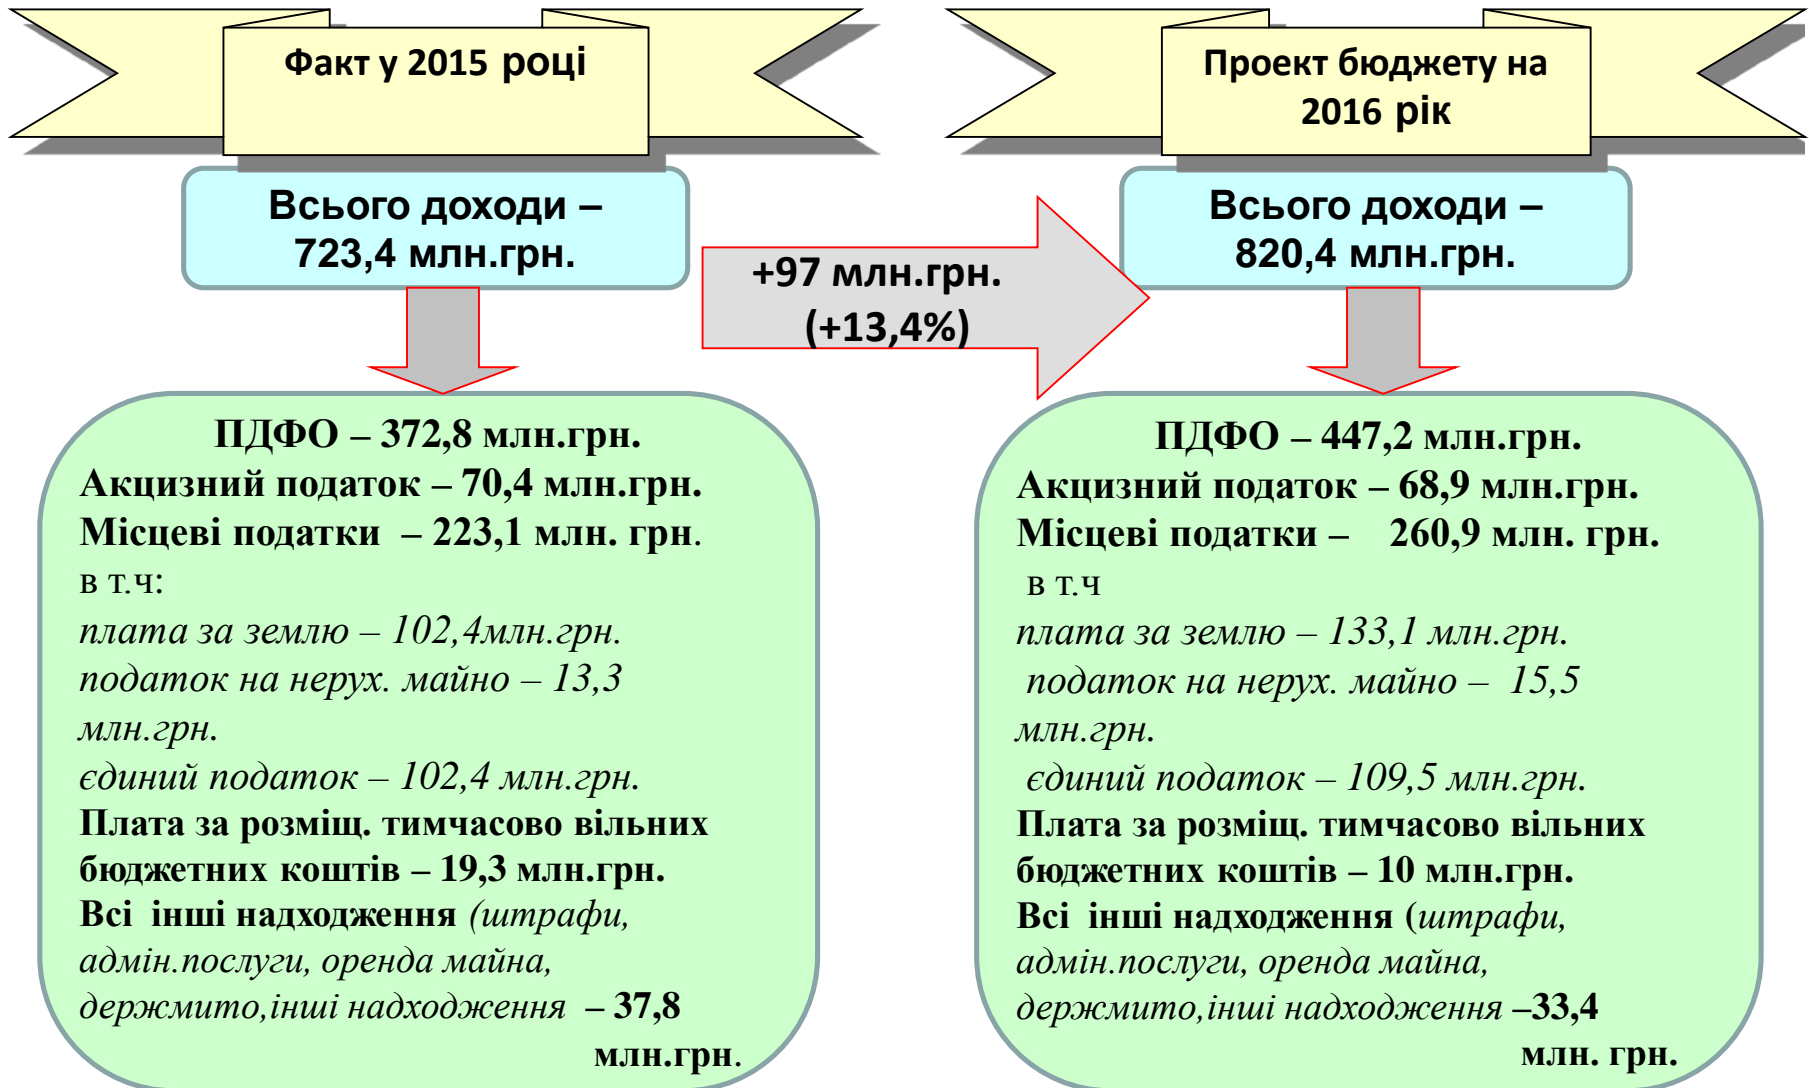 Факт у 2015 році
Всього доходи –
723,4 млн.грн.
ПДФО – 372,8 млн.грн.
Акцизний податок – 70,4 млн.грн.
Місцеві податки – 223,1 млн. грн.
в т.ч:
плата за землю – 102,4млн.грн.
податок на нерух. майно – 13,3
млн.грн.
єдиний податок – 102,4 млн.грн.
Плата за розміщ. тимчасово вільних
бюджетних коштів – 19,3 млн.грн.
Всі інші надходження (штрафи,
адмін.послуги, оренда майна,
держмито,інші надходження – 37,8
млн.грн.
+97 млн.грн.
(+13,4%)
Проект бюджету на
2016 рік
Всього доходи –
820,4 млн.грн.
ПДФО – 447,2 млн.грн.
Акцизний податок – 68,9 млн.грн.
Місцеві податки – 260,9 млн. грн.
в т.ч
плата за землю – 133,1 млн.грн.
податок на нерух. майно – 15,5
млн.грн.
єдиний податок – 109,5 млн.грн.
Плата за розміщ. тимчасово вільних
бюджетних коштів – 10 млн.грн.
Всі інші надходження (штрафи,
адмін.послуги, оренда майна,
держмито,інші надходження –33,4
млн. грн.